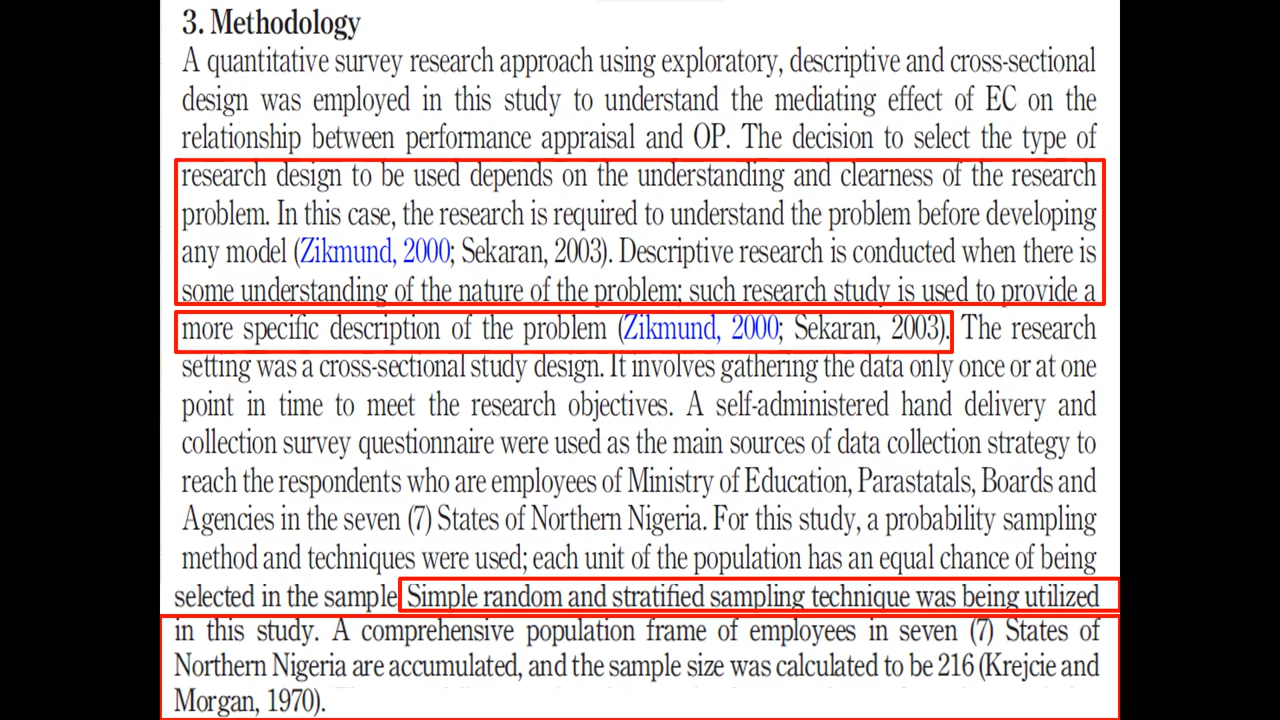 3. Methodology
A quantitative survey research approach using exploratory, descriptive and cross-sectional
design was employed in this study to understand the mediating effect of EC on the
relationship between performance appraisal and OP. The decision to select the type of
research design to be used depends on the understanding and clearness of the research
problem. In this case, the research is required to understand the problem before developing
any model (Zikmund, 2000; Sekaran, 2003). Descriptive research is conducted when there is
some understanding of the nature of the problem; such research study is used to provide a
more specific description of the problem (Zikmund, 2000; Sekaran, 2003). The research
setting was a cross-sectional study design. It involves gathering the data only once or at one
point in time to meet the research objectives. A self-administered hand delivery and
collection survey questionnaire were used as the main sources of data collection strategy to
reach the respondents who are employees of Ministry of Education, Parastatals, Boards and
Agencies in the seven (7) States of Northern Nigeria. For this study, a probability sampling
method and techniques were used; each unit of the population has an equal chance of being
selected in the sample. Simple random and stratified sampling technique was being utilized
in this study. A comprehensive population frame of employees in seven (7) States of
Northern Nigeria are accumulated, and the sample size was calculated to be 216 (Krejcie and
Morgan, 1970).